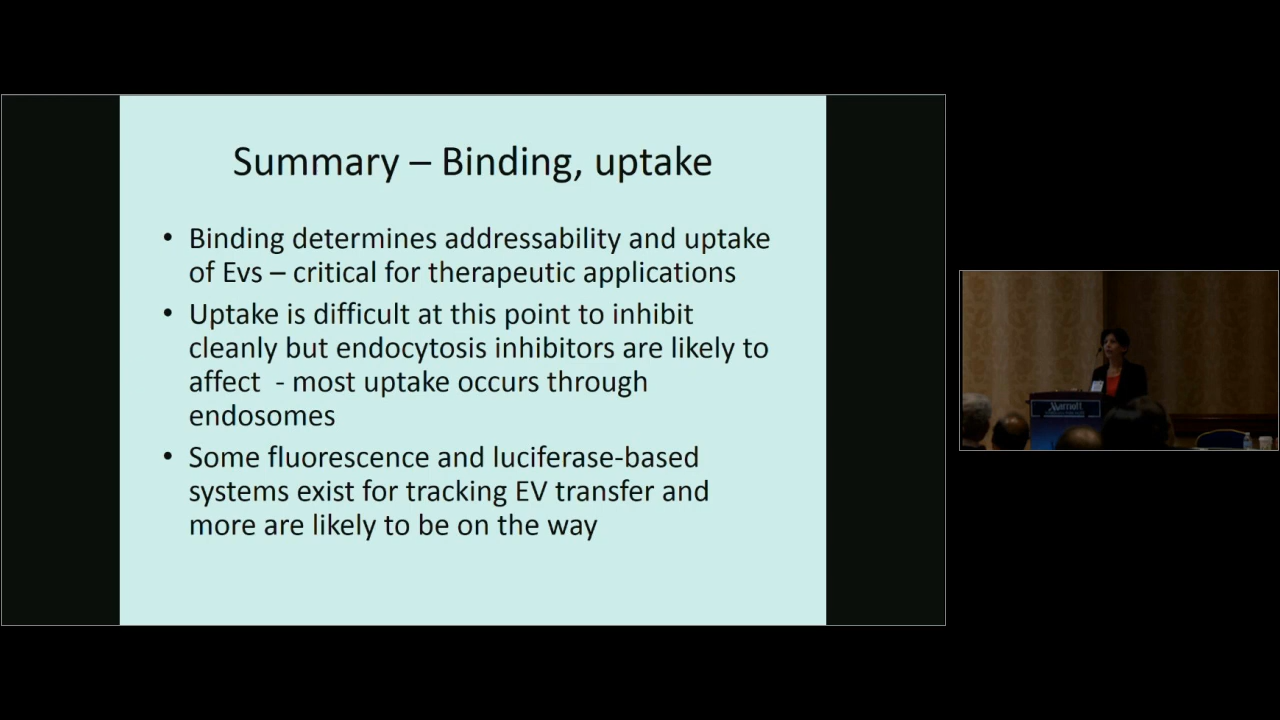 Summary – Binding, uptake
• Binding determines addressability and uptake
of Evs – critical for therapeutic applications
• Uptake is difficult at this point to inhibit
cleanly but endocytosis inhibitors are likely to
affect  - most uptake occurs through
endosomes
• Some fluorescence and luciferase-based
systems exist for tracking EV transfer and
more are likely to be on the way
Marriott